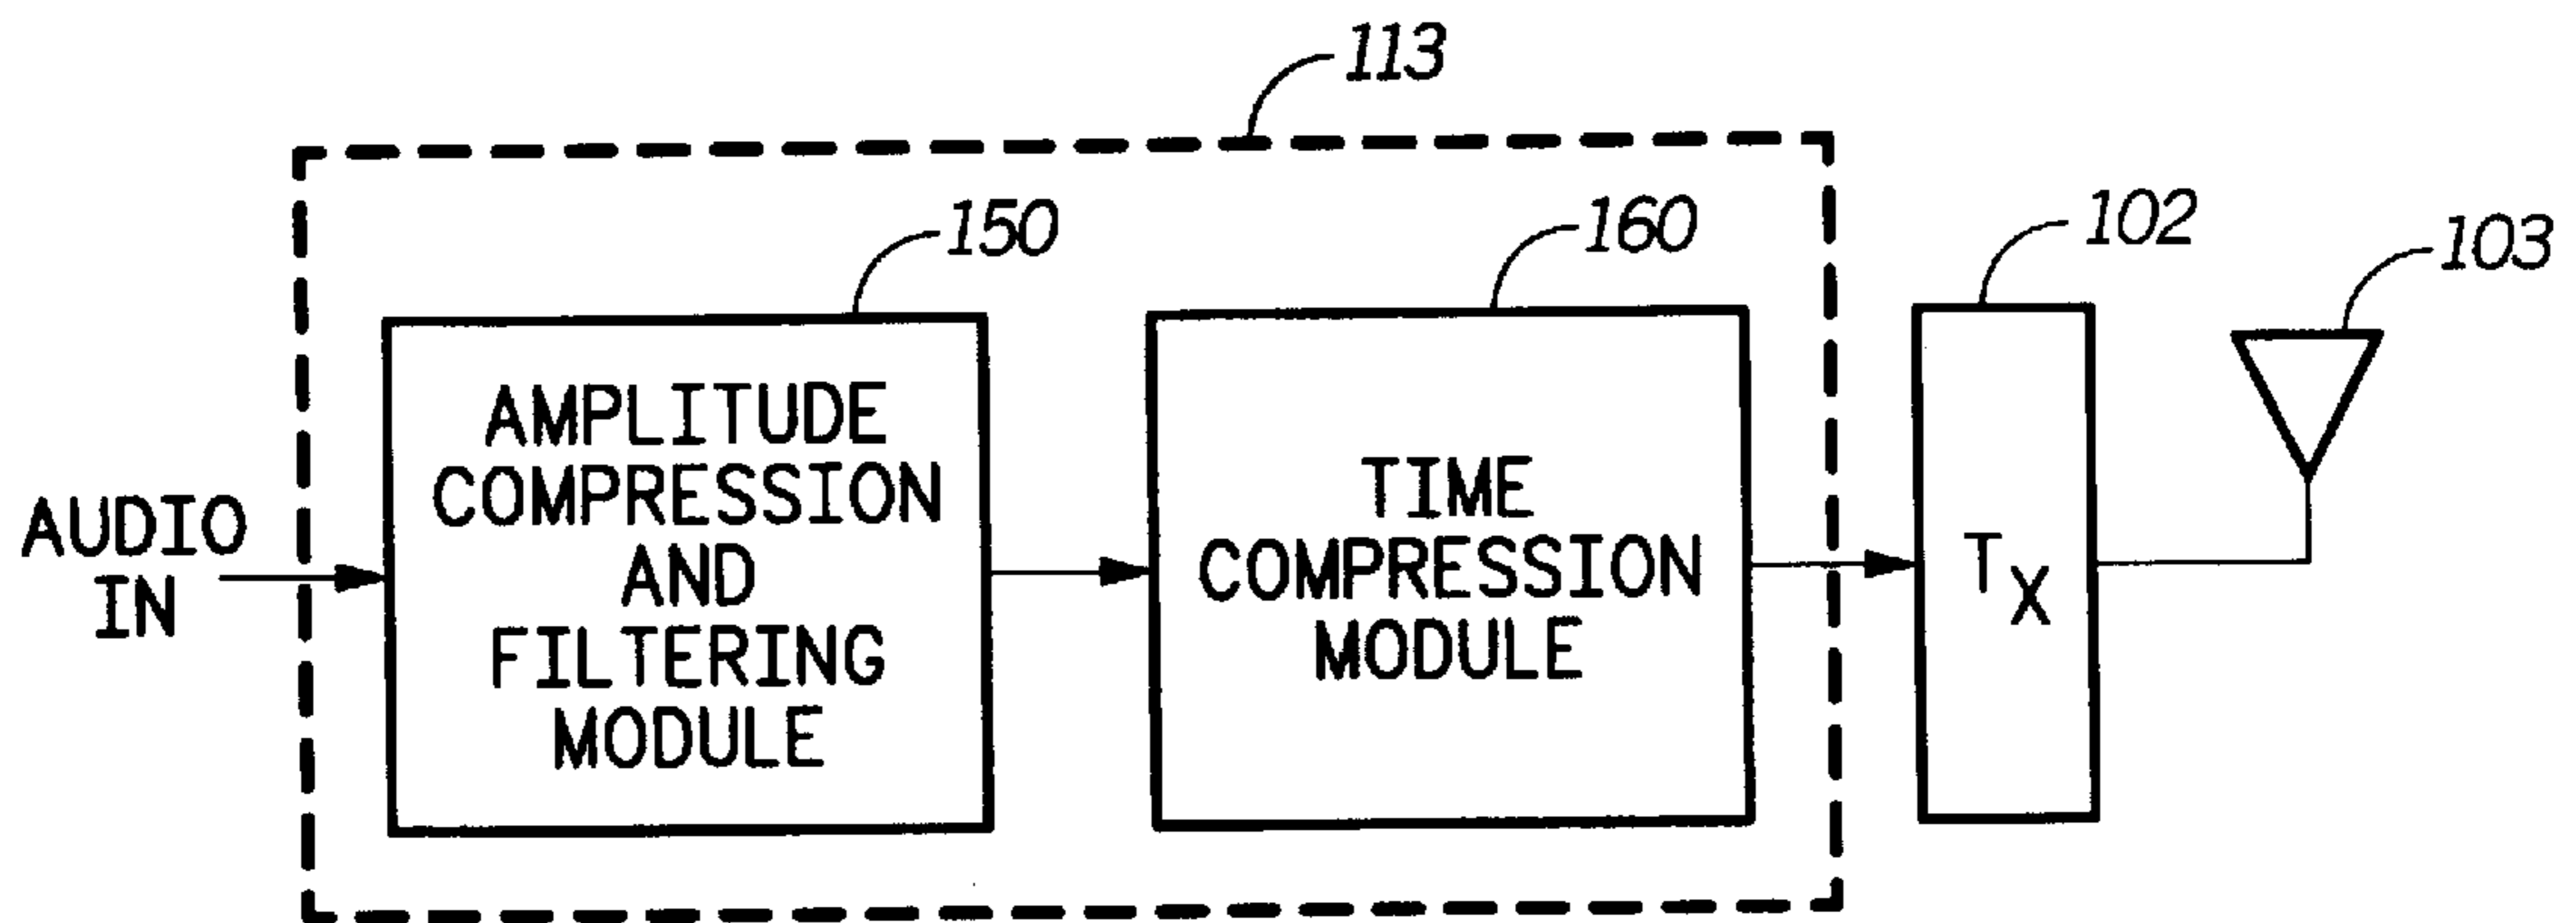 113
150
160
102
103
AUDIO
IN
AMPLITUDE
COMPRESSION
AND
FILTERING
MODULE
TIME
COMPRESSION
MODULE
TX